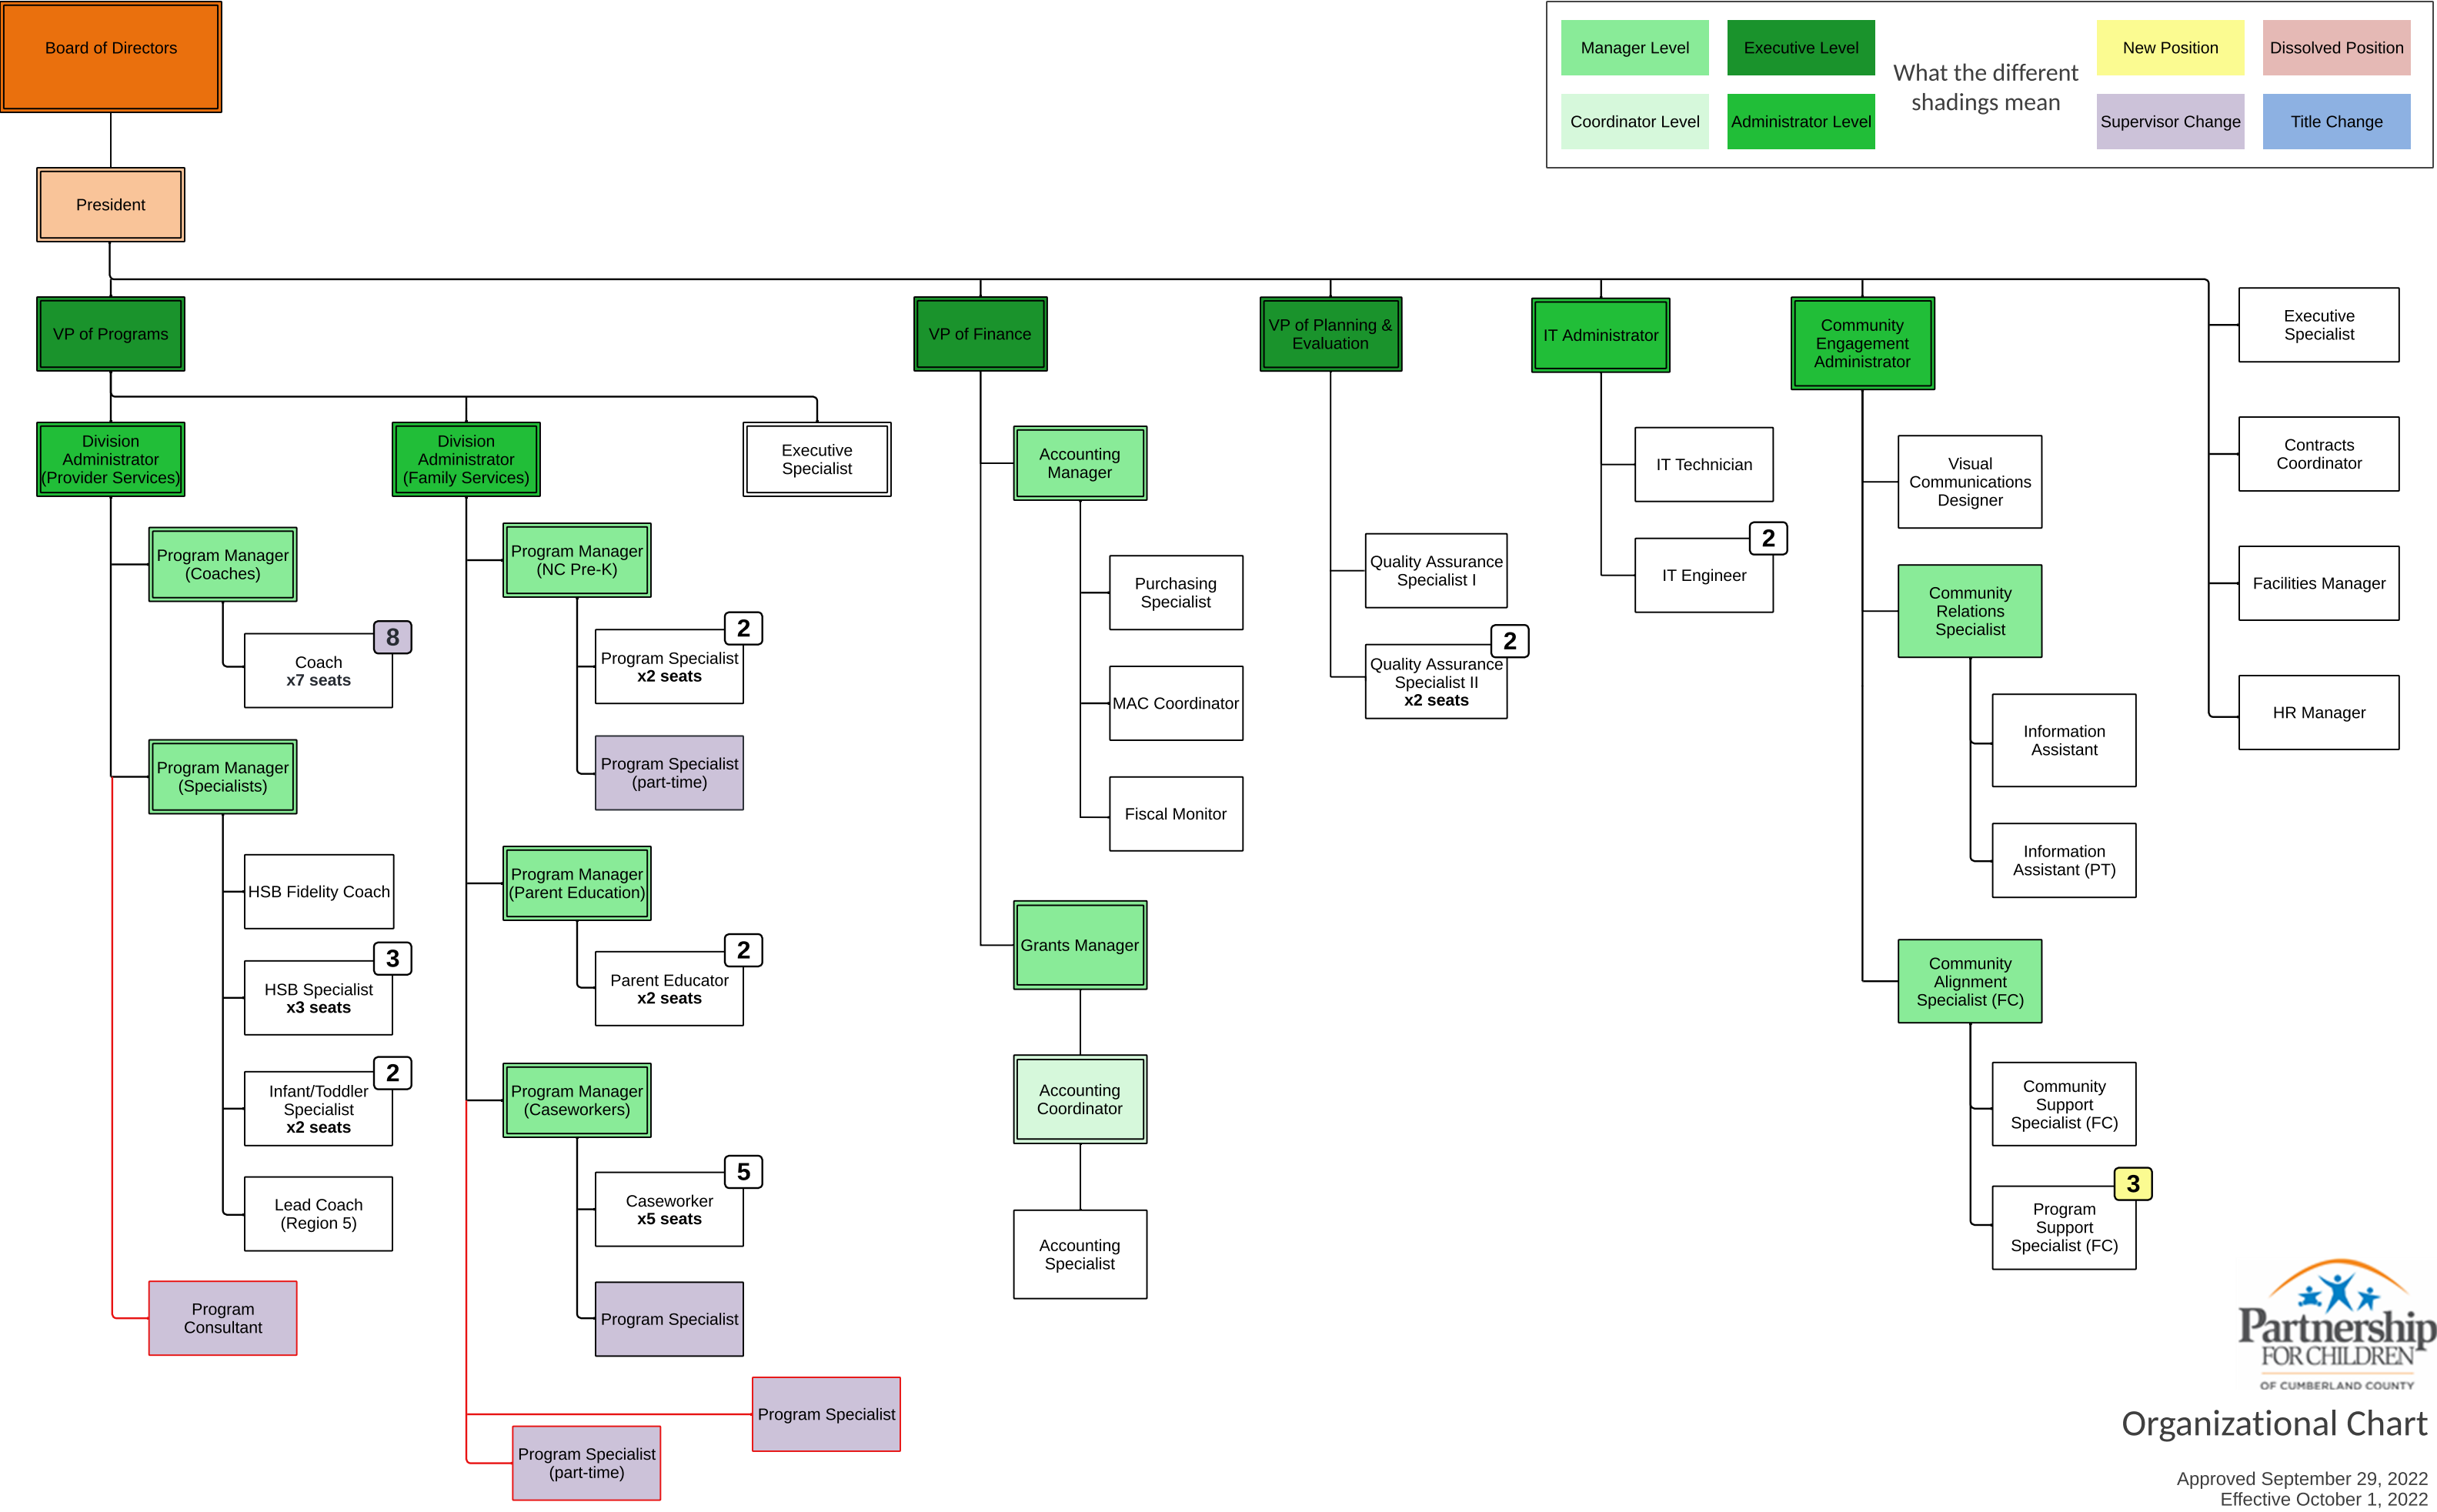 Board of Directors
Manager Level
Executive Level
What the different
shadings mean
New Position
Dissolved Position
Coordinator Level
Administrator Level
Supervisor Change
Title Change
President
VP of Programs
VP of Finance
VP of Planning &
Evaluation
IT Administrator
Community
Engagement
Administrator
Executive
Specialist
Division
Administrator
(Provider Services)
Division
Administrator
(Family Services)
Executive
Specialist
Program Manager
(Coaches)
8
Coach
x7 seats
Program Manager
(Specialists)
HSB Fidelity Coach
3
HSB Specialist
x3 seats
2
Infant/Toddler
Specialist
x2 seats
Lead Coach
(Region 5)
Program
Consultant
Program Manager
(NC Pre-K)
2
Program Specialist
x2 seats
Program Specialist
(part-time)
Program Manager
(Parent Education)
2
Parent Educator
x2 seats
Program Manager
(Caseworkers)
5
Caseworker
x5 seats
Program Specialist
Program Specialist
Program Specialist
(part-time)
Accounting
Manager
Purchasing
Specialist
MAC Coordinator
Fiscal Monitor
Grants Manager
Accounting
Coordinator
Accounting
Specialist
Quality Assurance
Specialist I
2
Quality Assurance
Specialist II
x2 seats
IT Technician
2
IT Engineer
Visual
Communications
Designer
Community
Relations
Specialist
Information
Assistant
Information
Assistant (PT)
Community
Alignment
Specialist (FC)
Community
Support
Specialist (FC)
3
Program
Support
Specialist (FC)
Contracts
Coordinator
Facilities Manager
HR Manager
Partnership
FOR CHILDREN
OF CUMBERLAND COUNTY
Organizational Chart
Approved September 29, 2022
Effective October 1, 2022